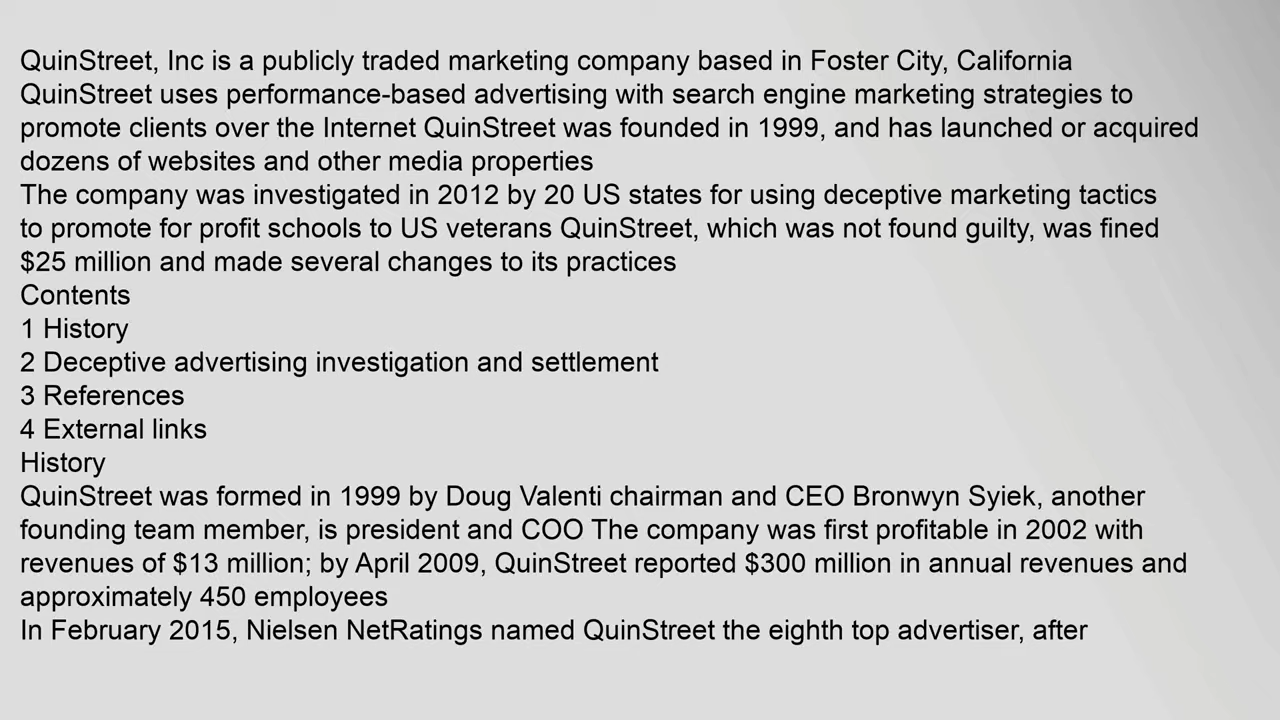 QuinStreet, Inc is a publicly traded marketing company based in Foster City, California
QuinStreet uses performance-based advertising with search engine marketing strategies to
promote clients over the Internet QuinStreet was founded in 1999, and has launched or acquired
dozens of websites and other media properties
The company was investigated in 2012 by 20 US states for using deceptive marketing tactics
to promote for profit schools to US veterans QuinStreet, which was not found guilty, was fined
$25 million and made several changes to its practices
Contents
1 History
2 Deceptive advertising investigation and settlement
3 References
4 External links
History
QuinStreet was formed in 1999 by Doug Valenti chairman and CEO Bronwyn Syiek, another
founding team member, is president and COO The company was first profitable in 2002 with
revenues of $13 million; by April 2009, QuinStreet reported $300 million in annual revenues and
approximately 450 employees
In February 2015, Nielsen NetRatings named QuinStreet the eighth top advertiser, after